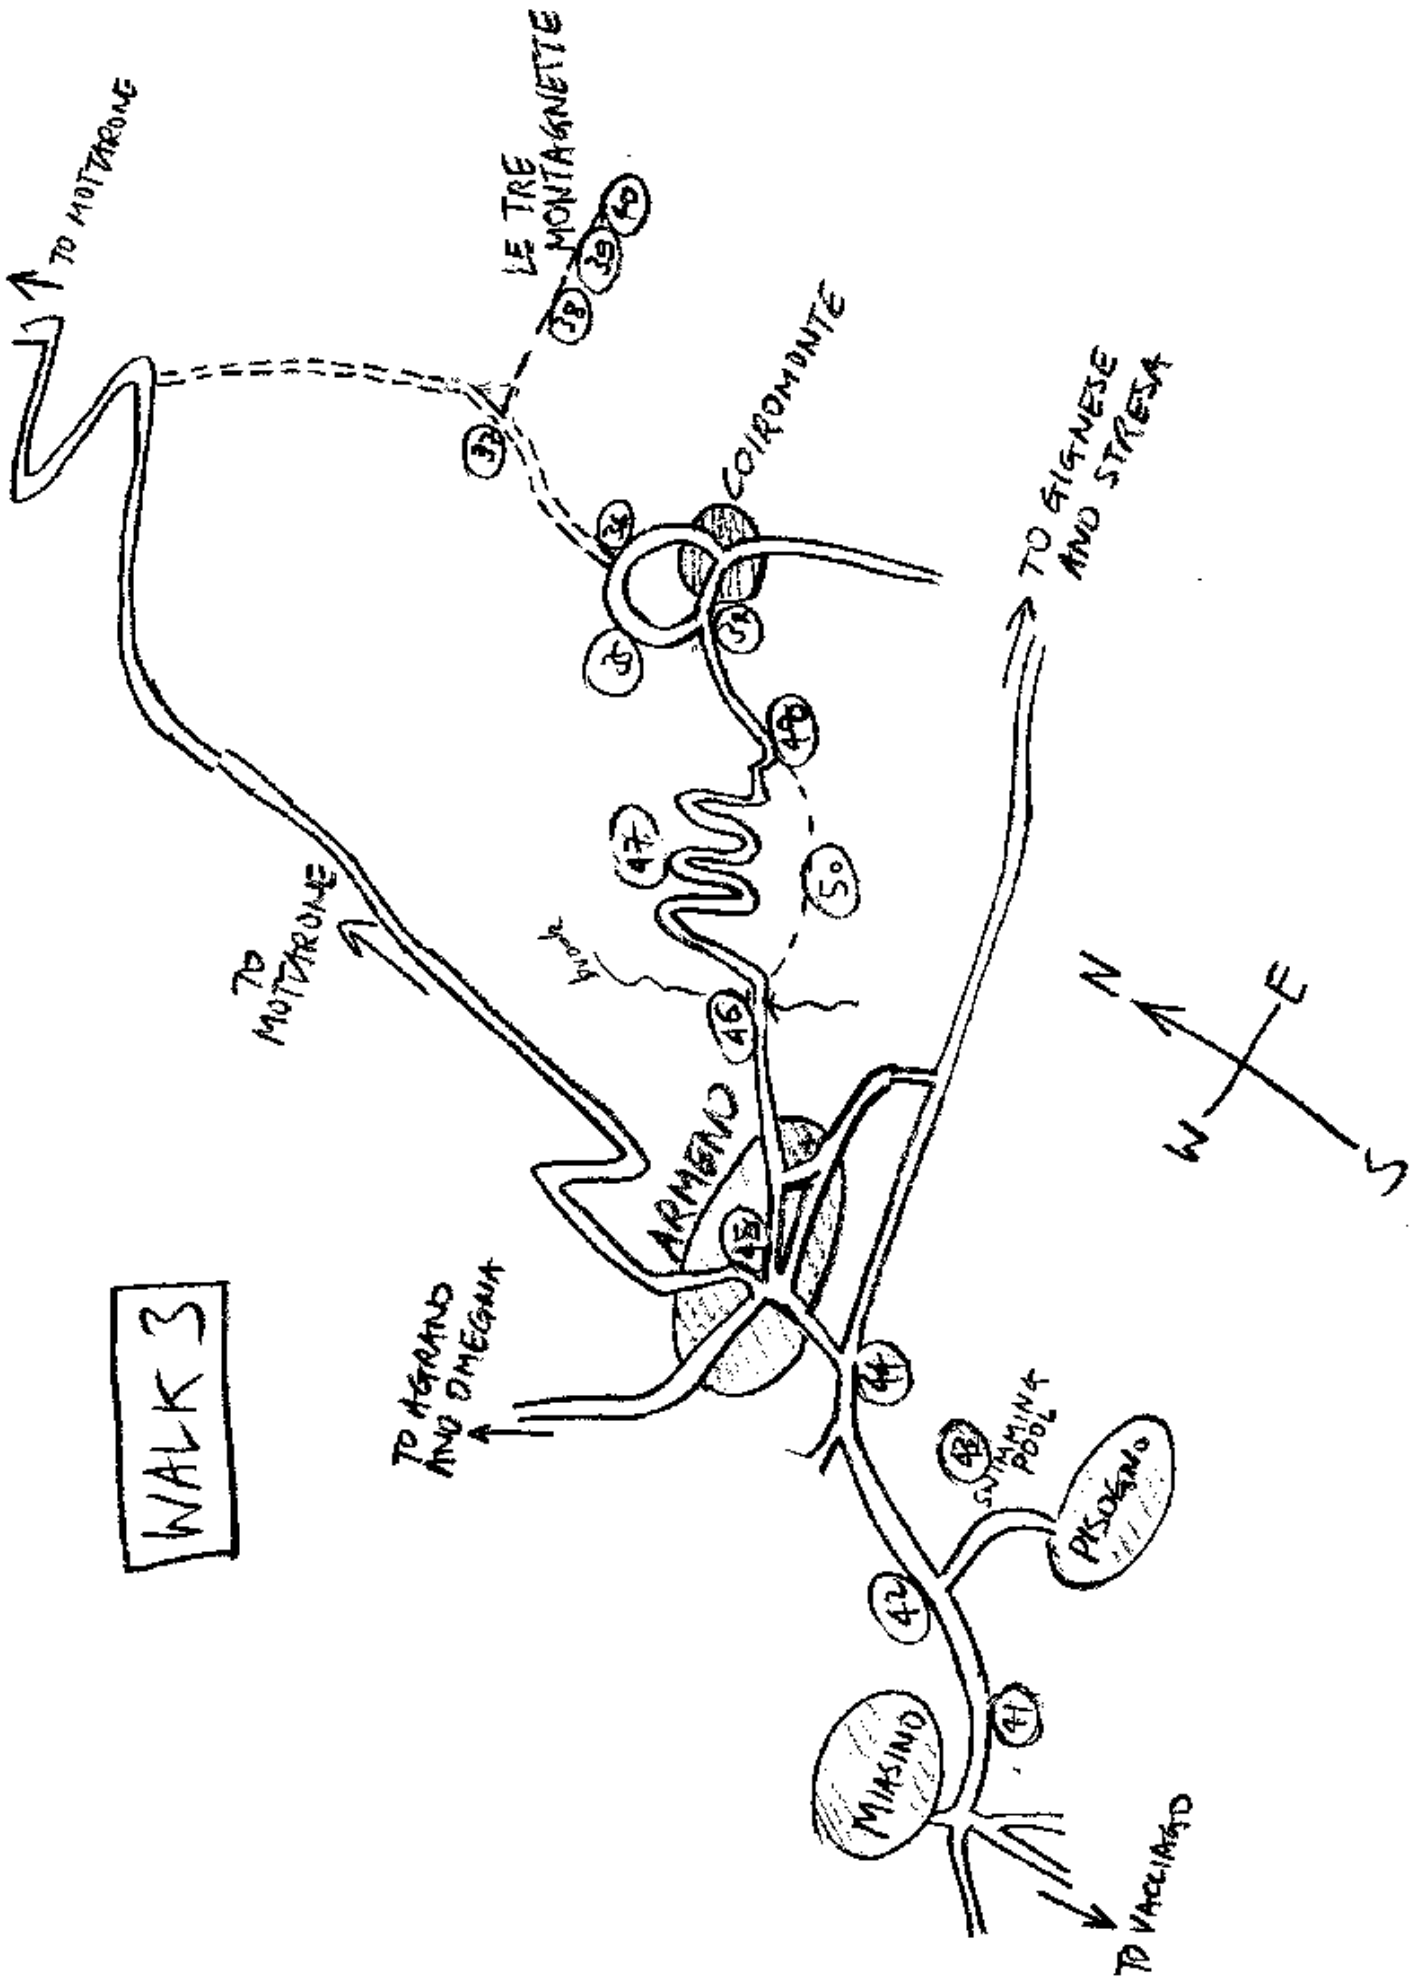 WALK 3
TO MOTTARONE
TO
MOTTARONE
LE TRE
MONTAGNETTE
38
39
40
37
36
35
COIROMONTE
34
49
47
50
brook
46
ARMENO
45
TO AGRANO
AND OMEGNA
TO GIGNESE
AND STRESA
N
E
W
S
44
43
SWIMMING
POOL
PISOGNO
42
41
MIASINO
TO VACCIAGO